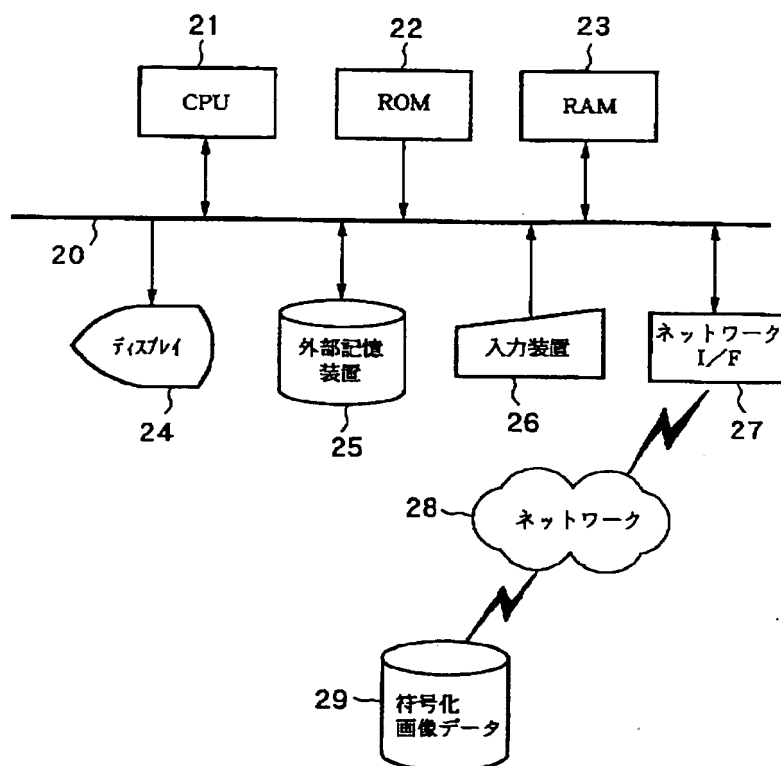 21
22
23
CPU
ROM
RAM
20
ディスプレイ
外部記憶
装置
入力装置
ネットワーク
I/F
24
25
26
27
28
ネットワーク
29
符号化
画像データ